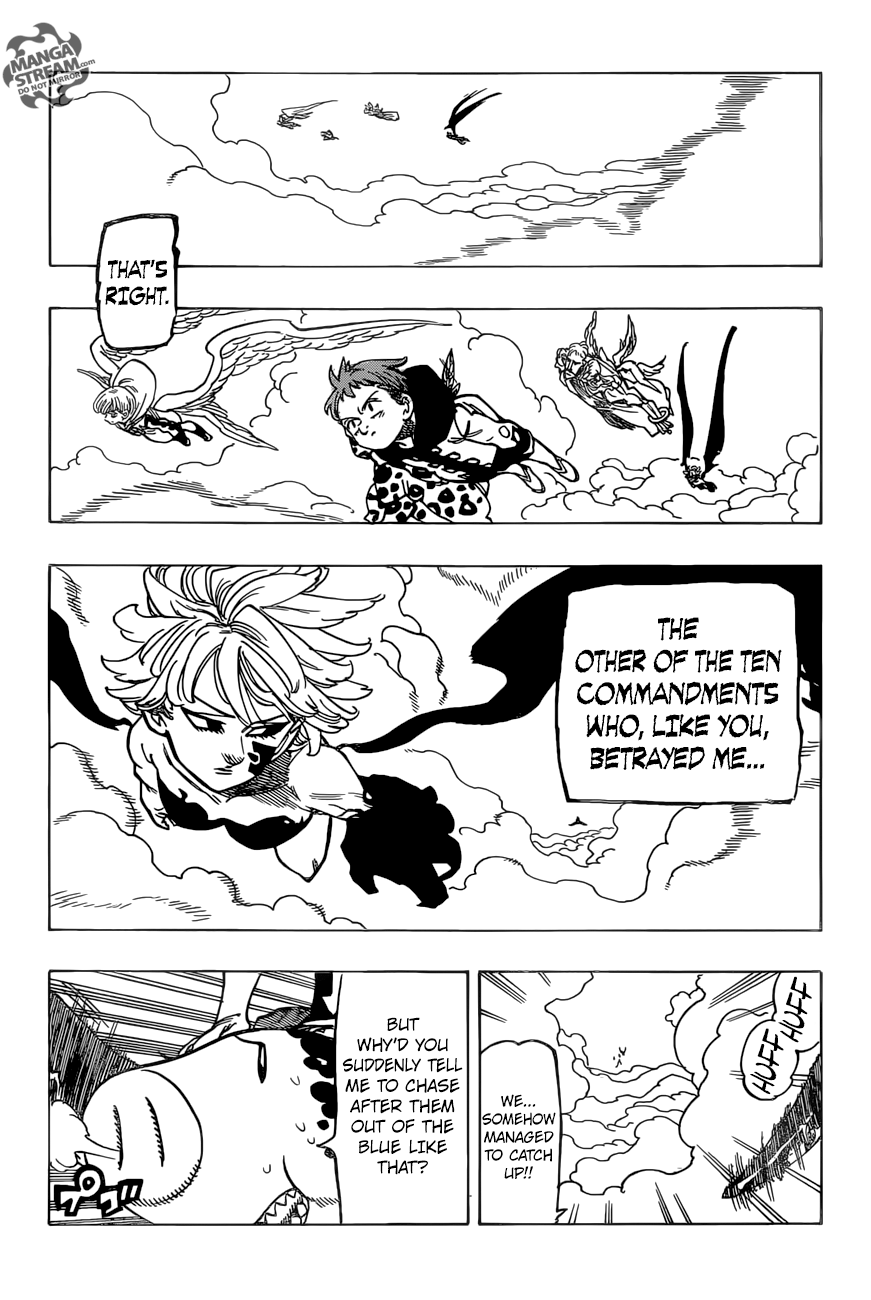 MANGA
STREAM.com
DO NOT MIRROR
THAT'S
RIGHT.
THE
OTHER OF THE TEN
COMMANDMENTS
WHO, LIKE YOU,
BETRAYED ME...
HUFF HUFF
WE...
SOMEHOW
MANAGED
TO CATCH
UP!!
BUT
WHY'D YOU
SUDDENLY TELL
ME TO CHASE
AFTER THEM
OUT OF THE
BLUE LIKE
THAT?
プゴ